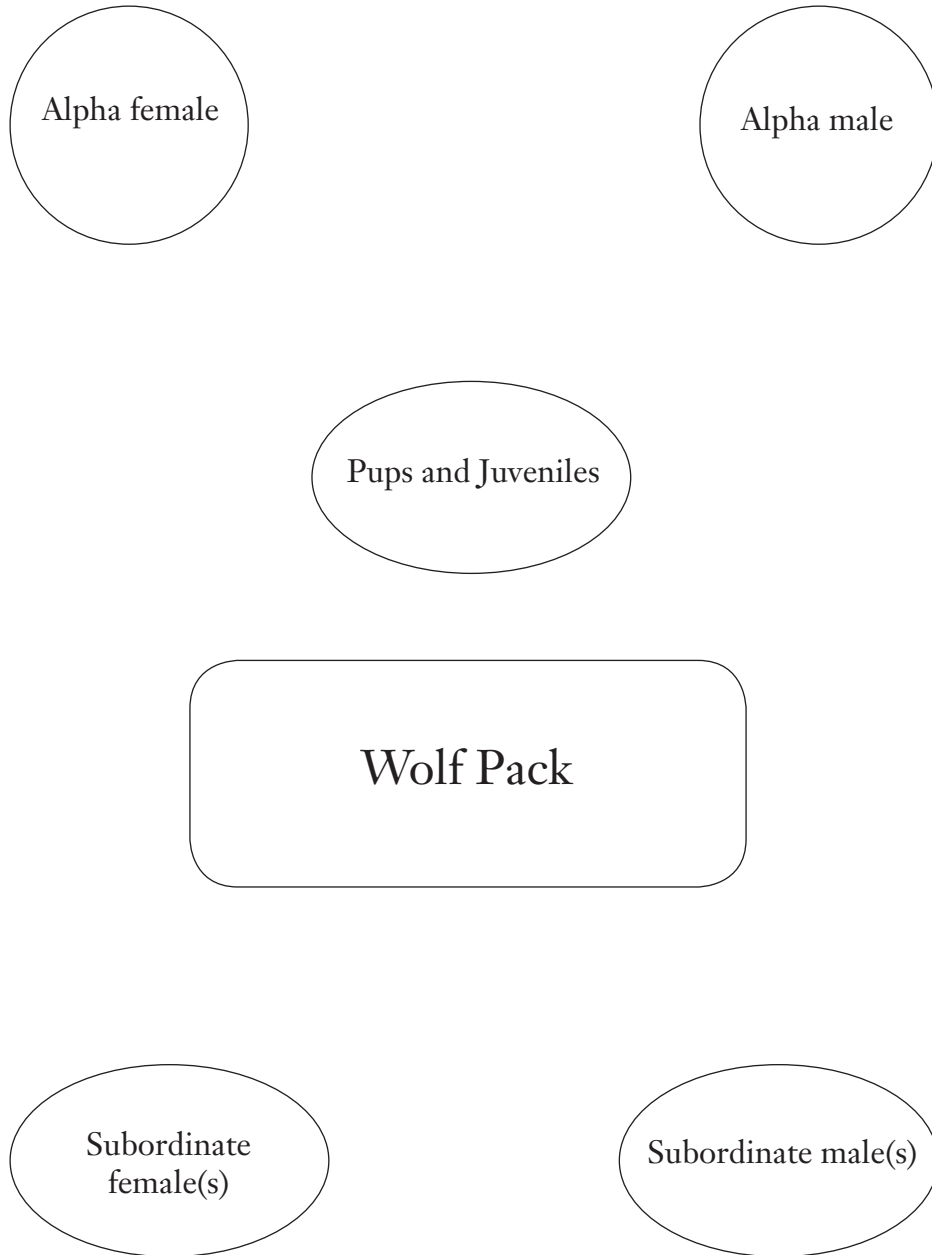 Alpha female
Alpha male
Pups and Juveniles
Wolf Pack
Subordinate
female(s)
Subordinate male(s)